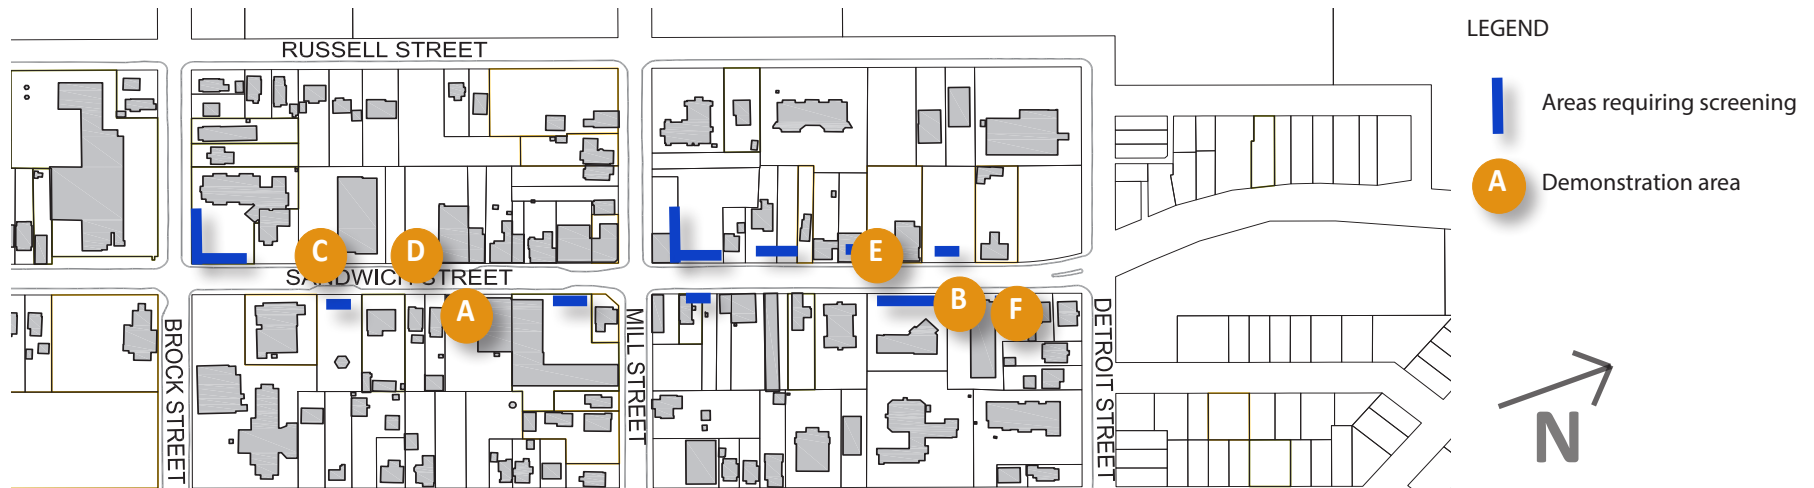 LEGEND
RUSSELL STREET
Areas requiring screening
A
Demonstration area
C
D
E
SANDWICH STREET
A
B
F
BROCK STREET
MILL STREET
DETROIT STREET
N